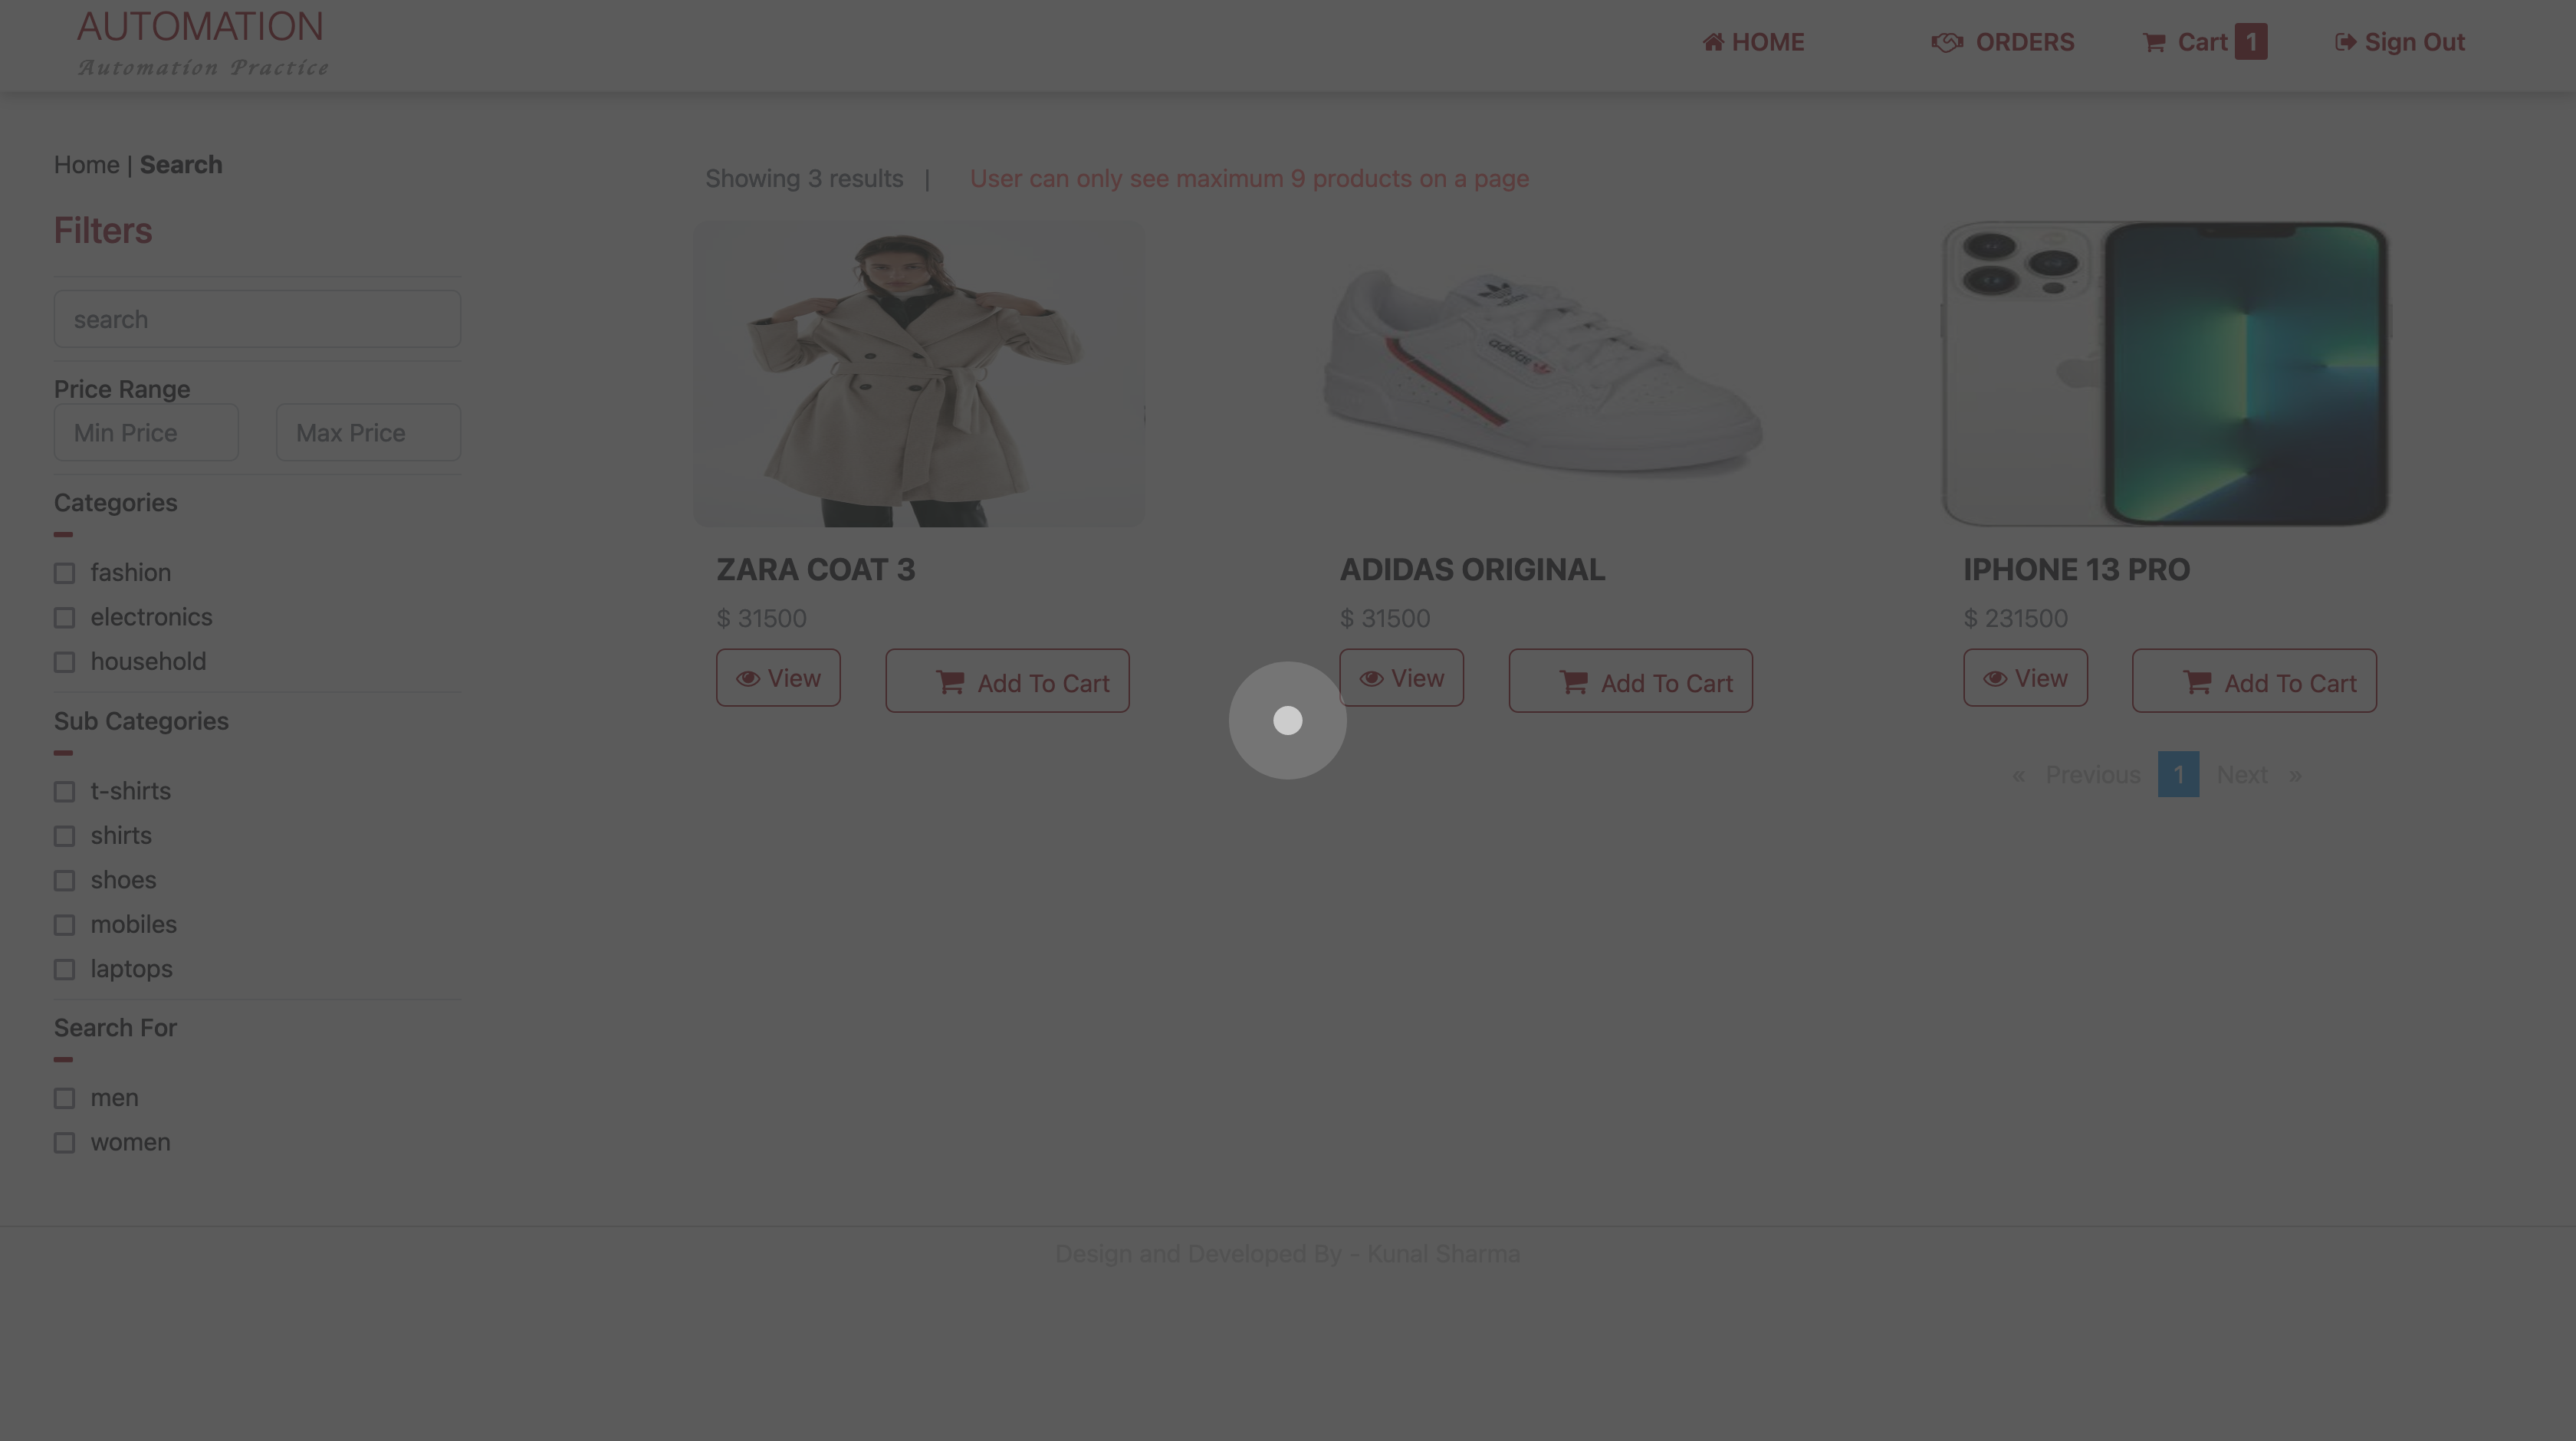 AUTOMATION
Automation Practice
HOME
ORDERS
Cart 1
Sign Out
Home | Search
Showing 3 results |
User can only see maximum 9 products on a page
Filters
search
Price Range
Min Price
Max Price
Categories
fashion
electronics
household
Sub Categories
t-shirts
shirts
shoes
mobiles
laptops
Search For
men
women
adidas
ZARA COAT 3
$ 31500
View
Add To Cart
ADIDAS ORIGINAL
$ 31500
View
Add To Cart
IPHONE 13 PRO
$ 231500
View
Add To Cart
« Previous 1 Next »
Design and Developed By - Kunal Sharma